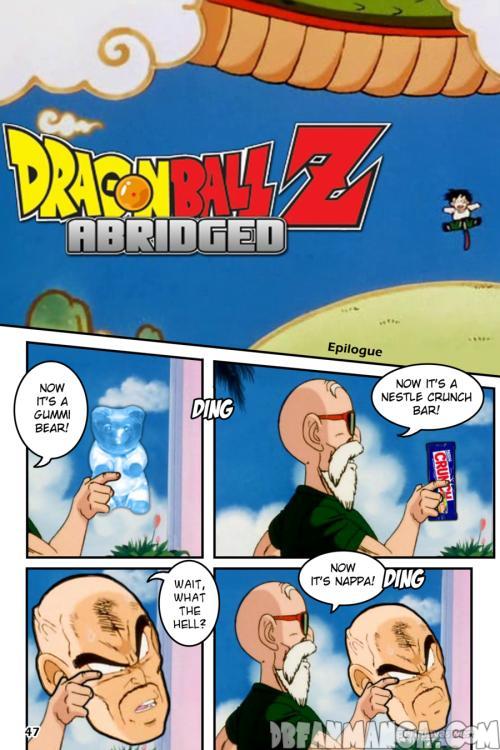 DRAGON BALL Z
ABRIDGED
Epilogue
NOW
IT'S A
GUMMI
BEAR!
DING
NOW IT'S A
NESTLE CRUNCH
BAR!
CRUNCH
NOW
IT'S NAPPA!
DING
WAIT,
WHAT
THE
HELL?
47
DBFANMANGA.COM